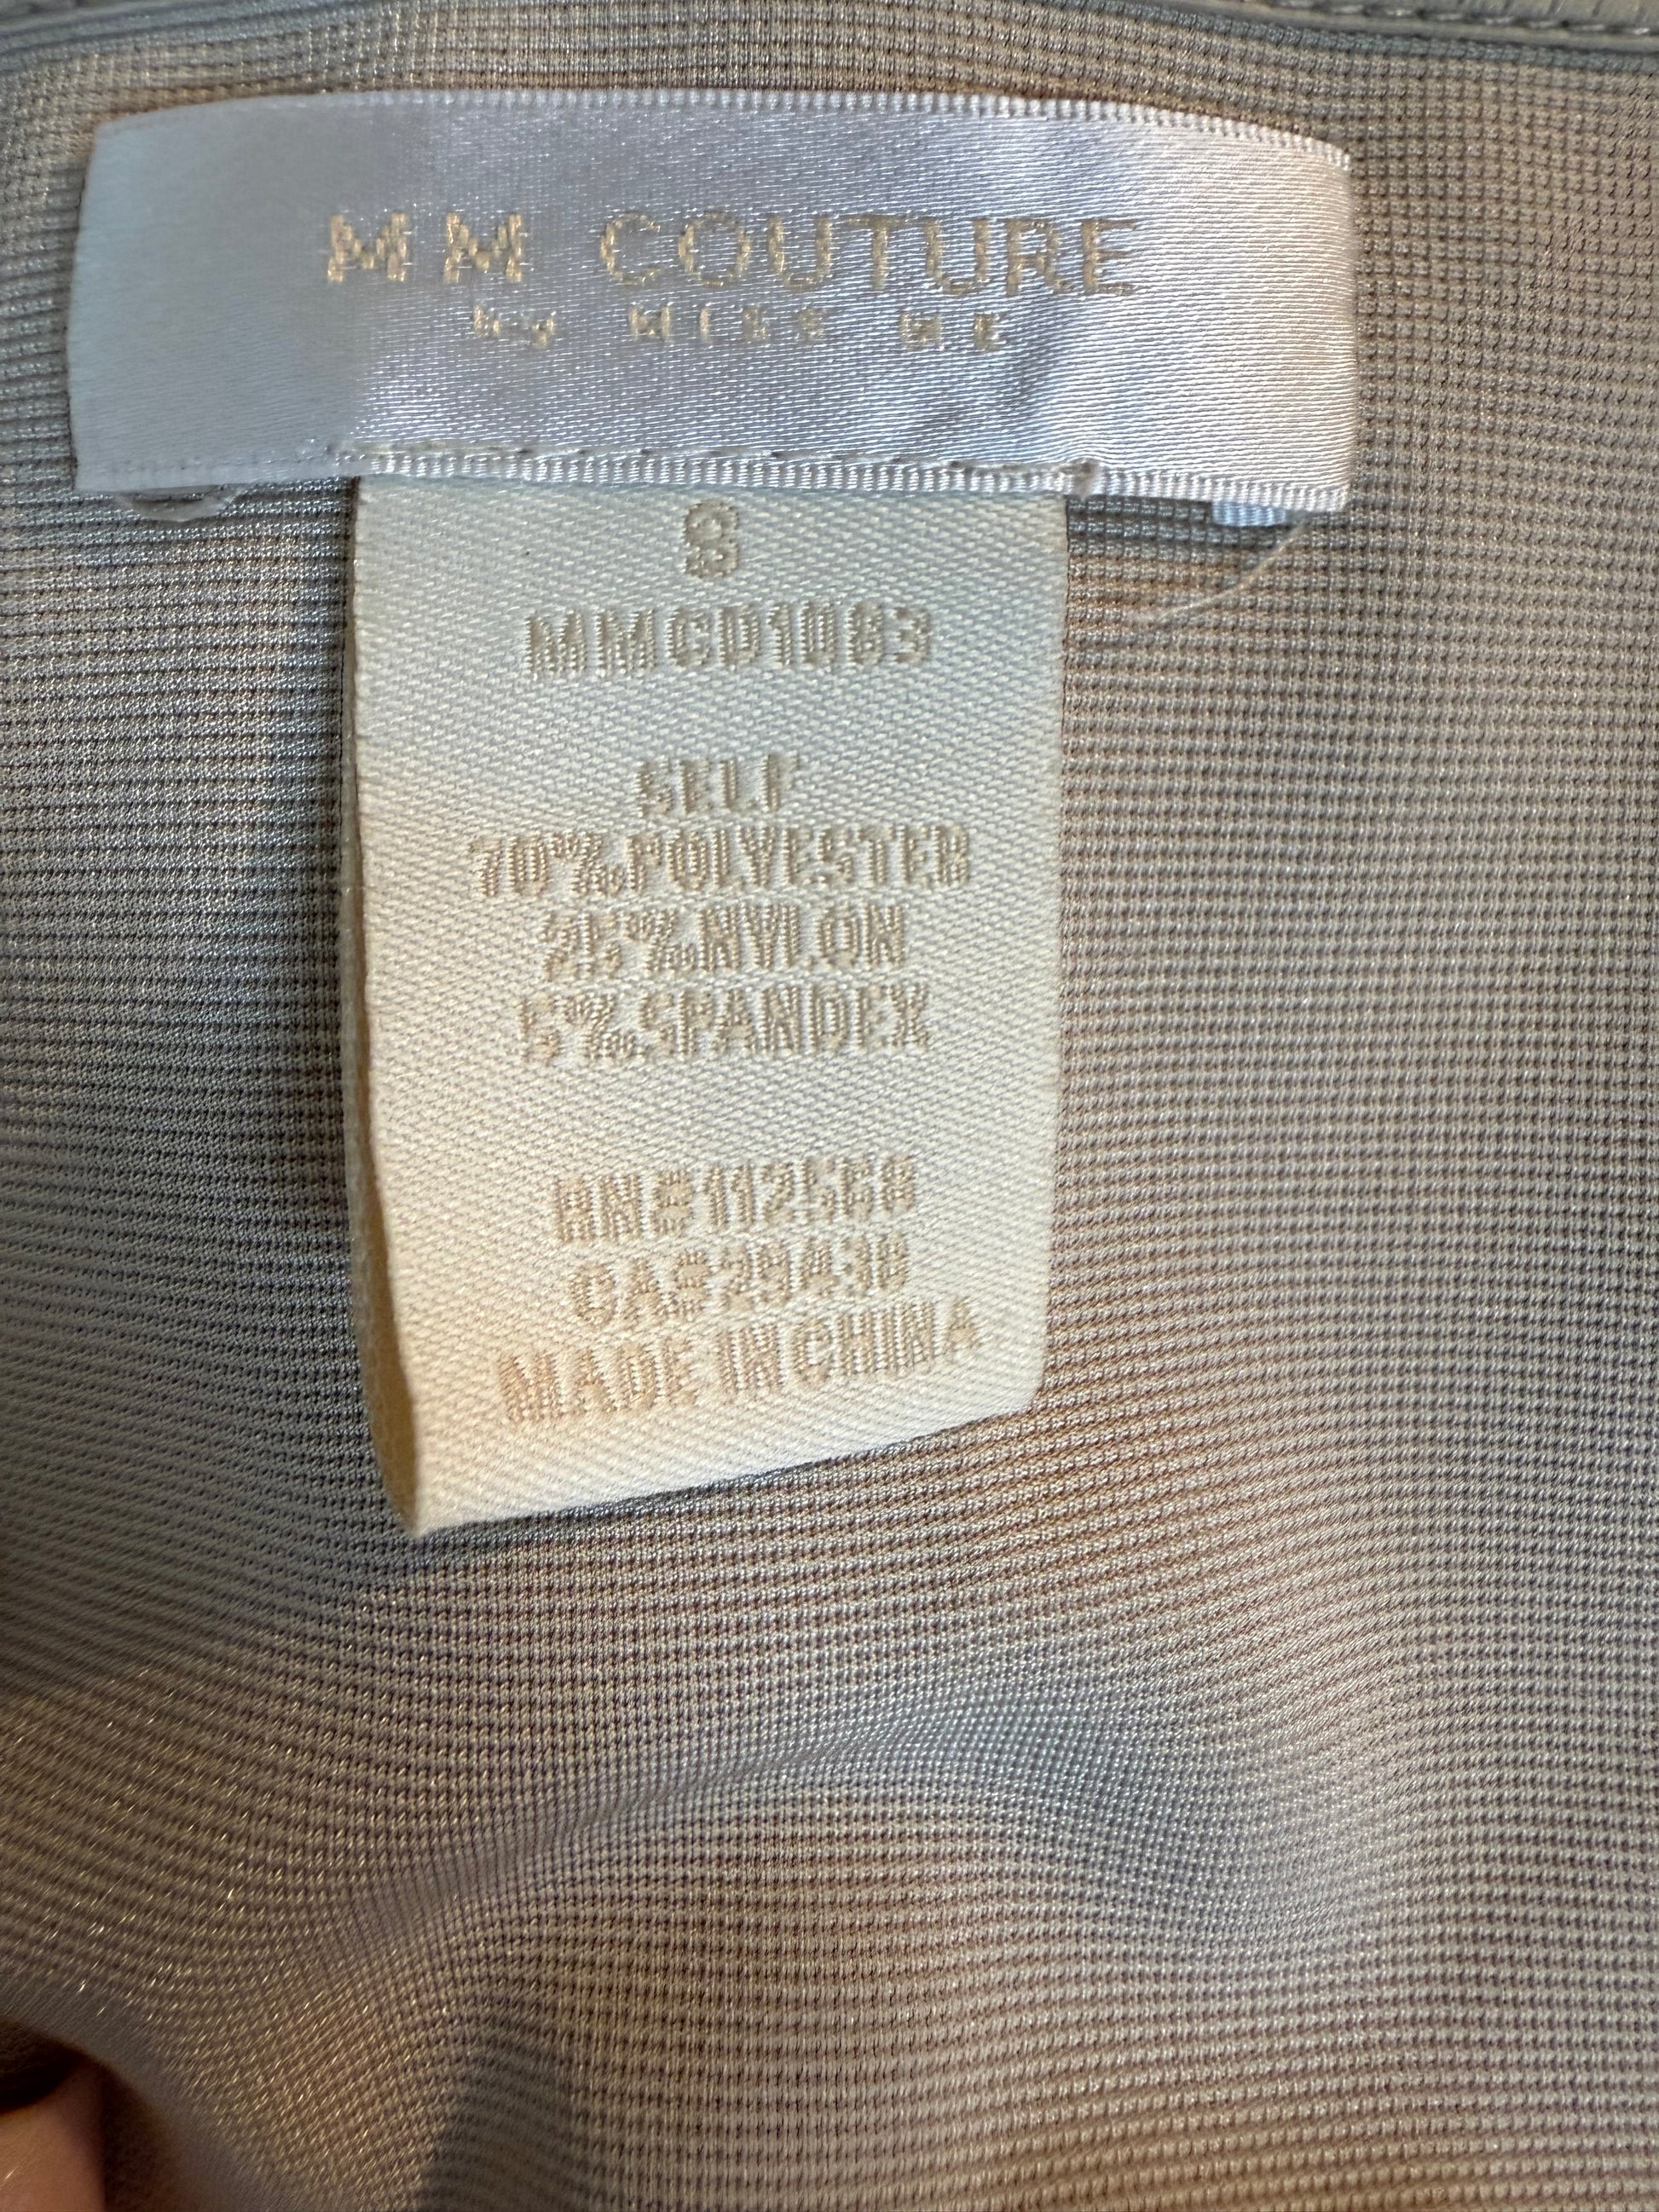 MM COUTURE
by MISS ME
S
MMCD1083
SELF
70%.POLYESTER
25%.NYLON
5%.SPANDEX
RN#112568
CA#29438
MADE IN CHINA